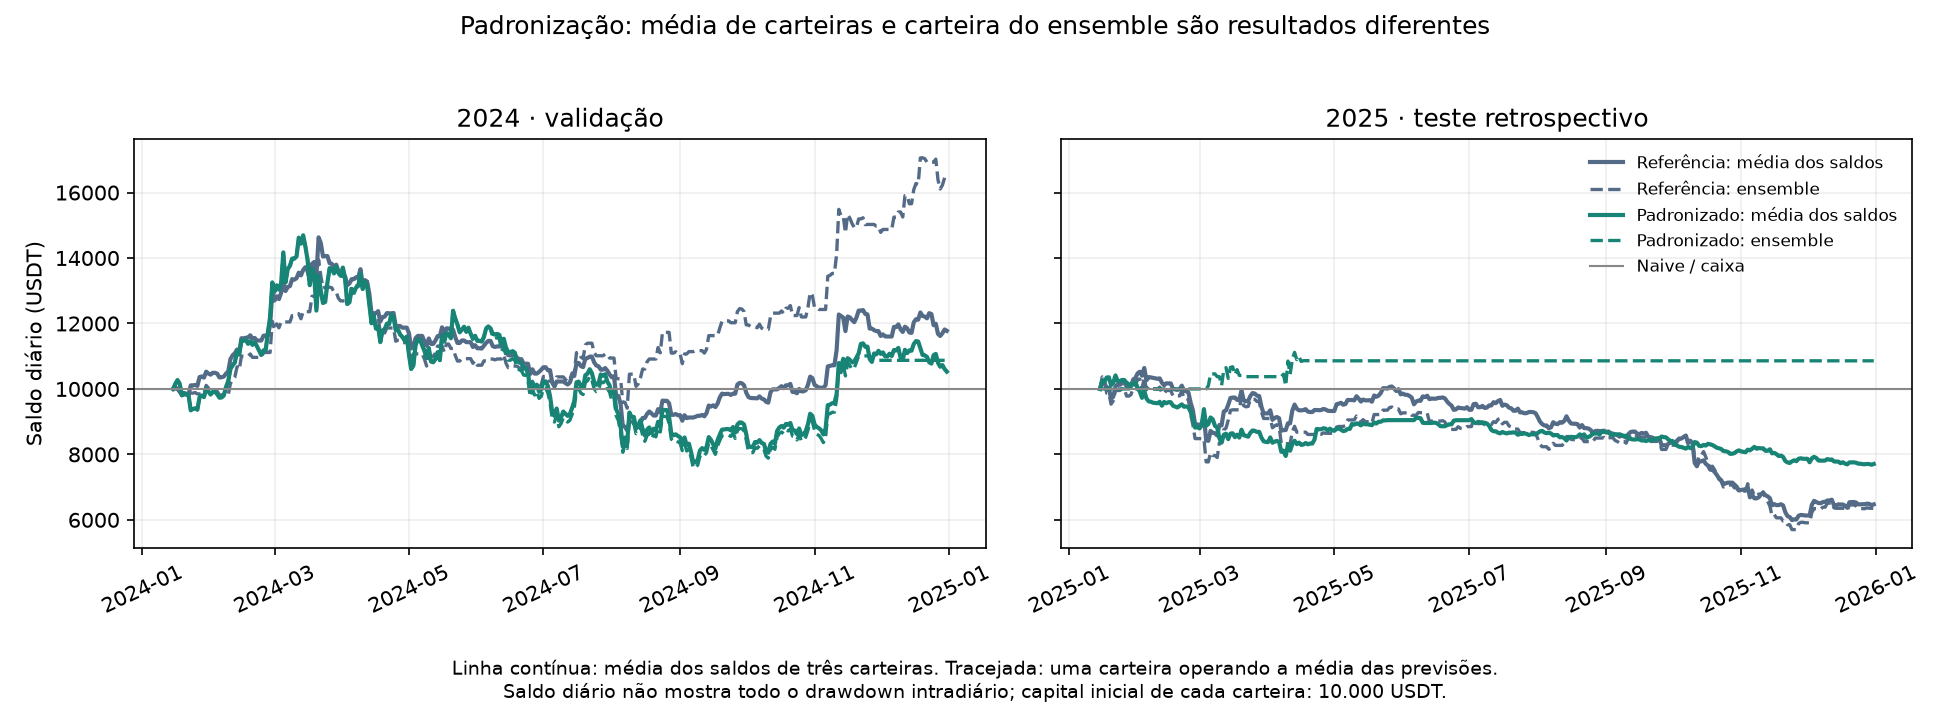 Padronização: média de carteiras e carteira do ensemble são resultados diferentes
2024 · validação
2025 · teste retrospectivo
Saldo diário (USDT)
16000
14000
12000
10000
8000
6000
Referência: média dos saldos
Referência: ensemble
Padronizado: média dos saldos
Padronizado: ensemble
Naive / caixa
2024-01
2024-03
2024-05
2024-07
2024-09
2024-11
2025-01
2025-01
2025-03
2025-05
2025-07
2025-09
2025-11
2026-01
Linha contínua: média dos saldos de três carteiras. Tracejada: uma carteira operando a média das previsões.
Saldo diário não mostra todo o drawdown intradiário; capital inicial de cada carteira: 10.000 USDT.